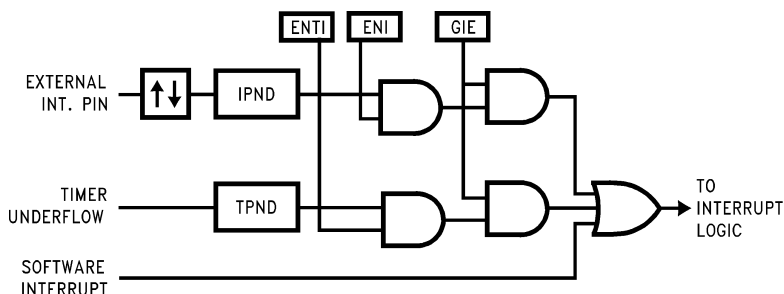 ENTI
ENI
GIE
EXTERNAL
INT. PIN
IPND
TIMER
UNDERFLOW
TPND
TO
INTERRUPT
LOGIC
SOFTWARE
INTERRUPT